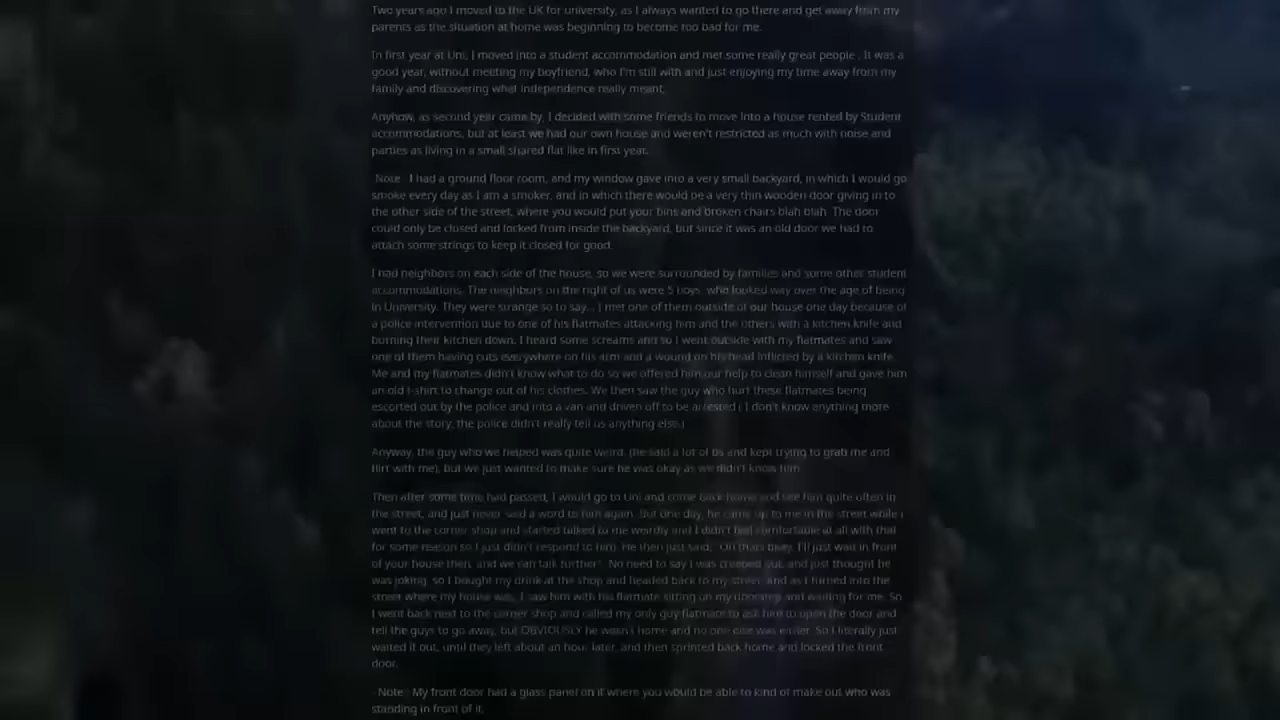 Two years ago I moved to the UK for university, as I always wanted to go there and get away from my
parents as the situation at home was beginning to become too bad for me.
In first year at Uni, I moved into a student accommodation and met some really great people . It was a
good year, without meeting my boyfriend, who I'm still with and just enjoying my time away from my
family and discovering what independence really meant.
Anyhow, as second year came by, I decided with some friends to move into a house rented by Student
accommodations, but at least we had our own house and weren't restricted as much with noise and
parties as living in a small shared flat like in first year.
Note : I had a ground floor room, and my window gave into a very small backyard, in which I would go
smoke every day as I am a smoker, and in which there would be a very thin wooden door giving in to
the other side of the street, where you would put your bins and broken chairs blah blah. The door
could only be closed and locked from inside the backyard, but since it was an old door we had to
attach some strings to keep it closed for good.
I had neighbors on each side of the house, so we were surrounded by families and some other student
accommodations. The neighbors on the right of us were 5 boys, who looked way over the age of being
in University. They were strange so to say... I met one of them outside of our house one day because of
a police intervention due to one of his flatmates attacking him and the others with a kitchen knife and
burning their kitchen down. I heard some screams and so I went outside with my flatmates and saw
one of them having cuts everywhere on his arm and a wound on his head inflicted by a kitchen knife.
Me and my flatmates didn't know what to do so we offered him our help to clean himself and gave him
an old t-shirt to change out of his clothes. We then saw the guy who hurt these flatmates being
escorted out by the police and into a van and driven off to be arrested ( I don't know anything more
about the story, the police didn't really tell us anything else.)
Anyway, the guy who we helped was quite weird, (he said a lot of bs and kept trying to grab me and
flirt with me), but we just wanted to make sure he was okay as we didn't know him.
Then after some time had passed, I would go to Uni and come back home and see him quite often in
the street, and just never said a word to him again. But one day, he came up to me in the street while I
went to the corner shop and started talked to me weirdly and I didn't feel comfortable at all with that
for some reason so I just didn't respond to him. He then just said: "Oh thats okay, I'll just wait in front
of your house then, and we can talk further". No need to say I was creeped out, and just thought he
was joking, so I bought my drink at the shop and headed back to my street and as I turned into the
street where my house was, I saw him with his flatmate sitting on my doorstep and waiting for me. So
I went back next to the corner shop and called my only guy flatmate to ask him to open the door and
tell the guys to go away, but OBVIOUSLY he wasn't home and no one else was either. So I literally just
waited it out, until they left about an hour later, and then sprinted back home and locked the front
door.
- Note : My front door had a glass panel on it where you would be able to kind of make out who was
standing in front of it.